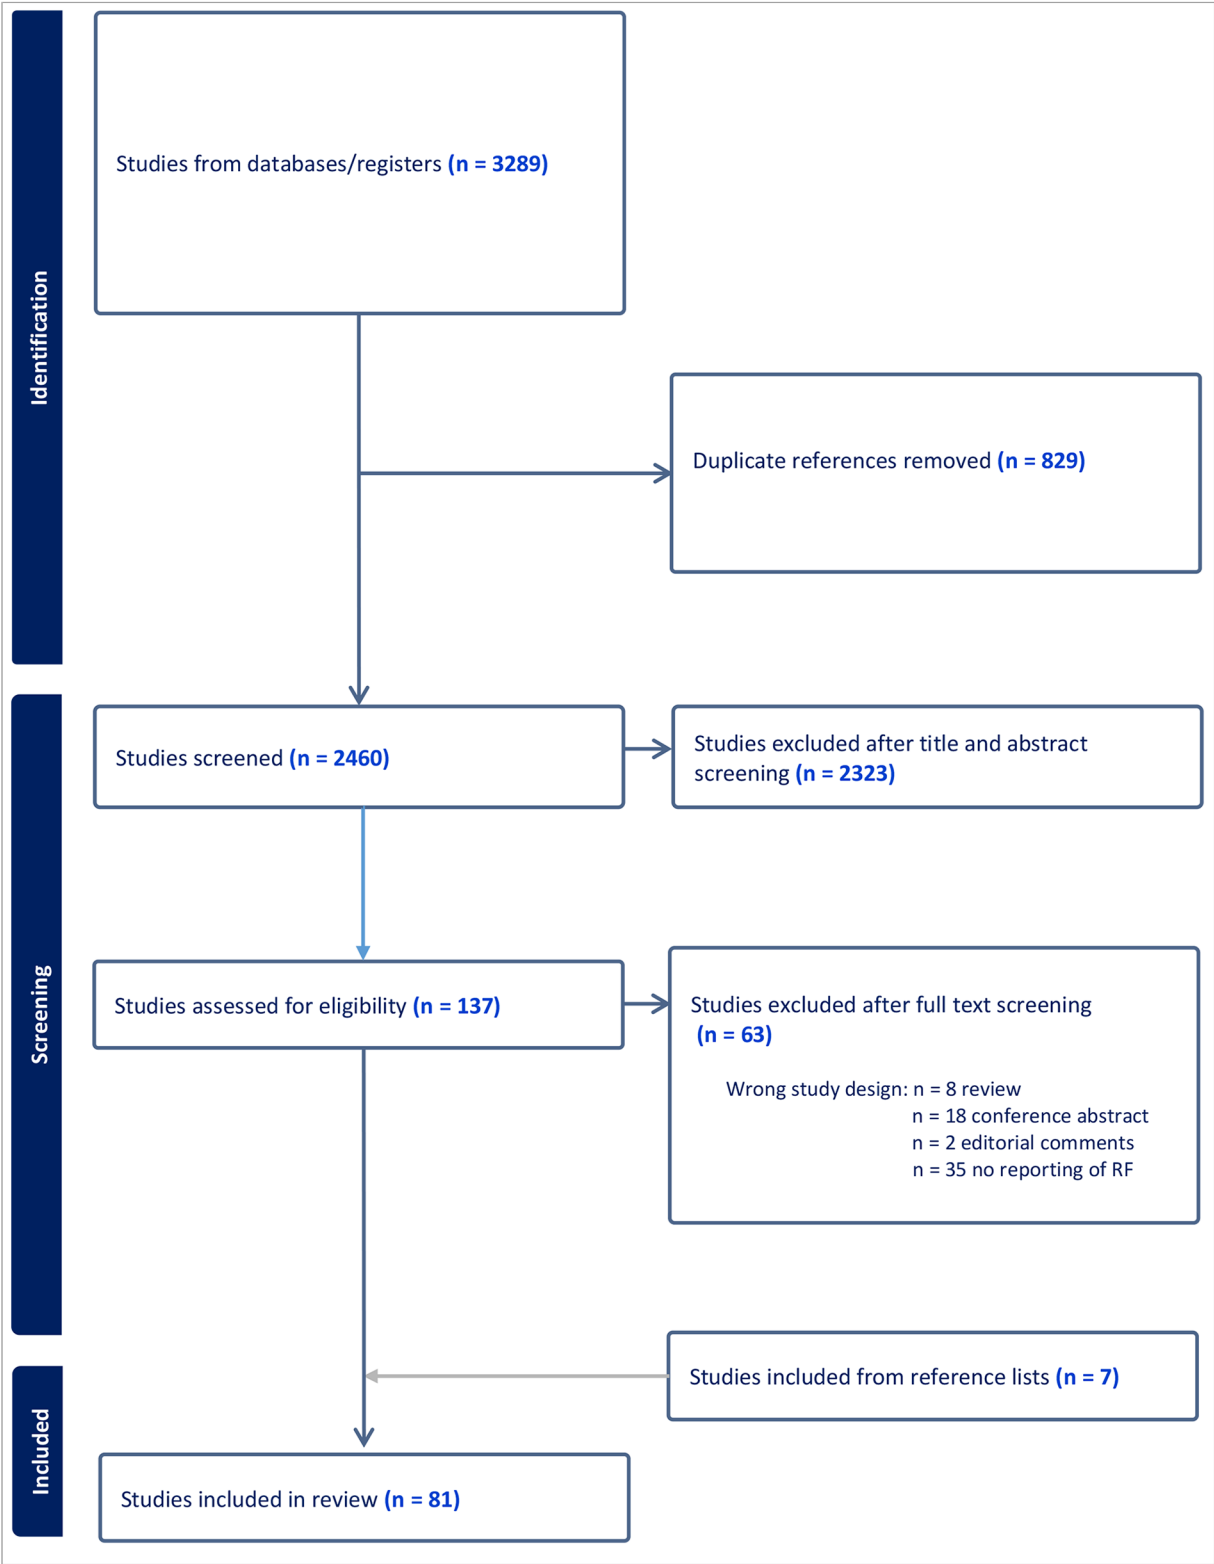 Identification
Studies from databases/registers (n = 3289)
Duplicate references removed (n = 829)
Screening
Studies screened (n = 2460)
Studies excluded after title and abstract
screening (n = 2323)
Studies assessed for eligibility (n = 137)
Studies excluded after full text screening
(n = 63)
Wrong study design: n = 8 review
n = 18 conference abstract
n = 2 editorial comments
n = 35 no reporting of RF
Included
Studies included from reference lists (n = 7)
Studies included in review (n = 81)